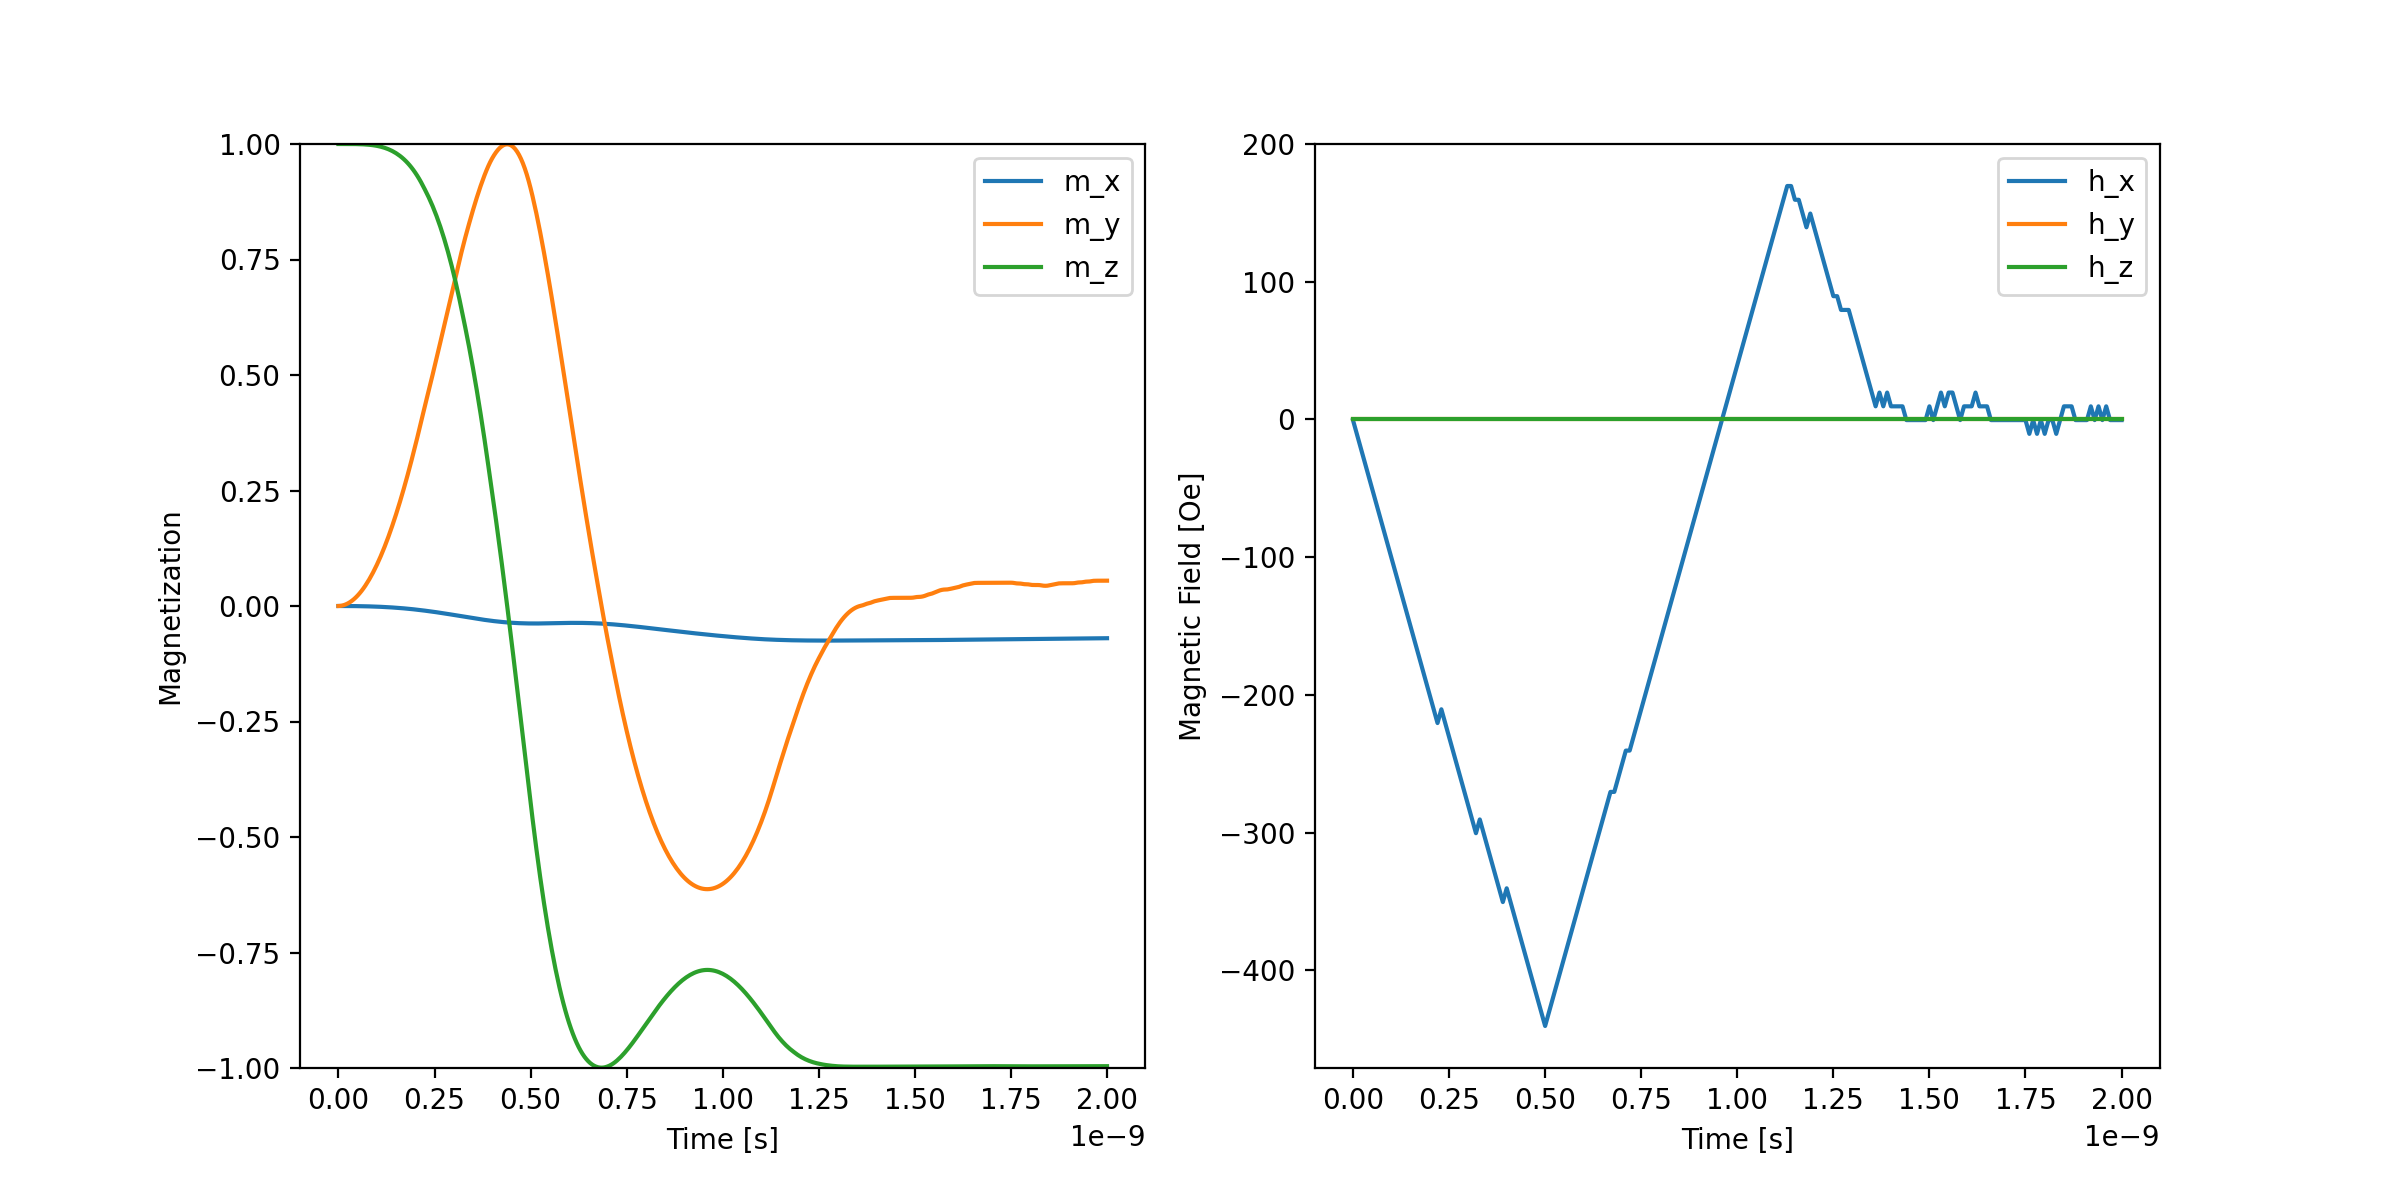 Magnetization
1.00
0.75
0.50
0.25
0.00
−0.25
−0.50
−0.75
−1.00
m_x
m_y
m_z
0.00 0.25 0.50 0.75 1.00 1.25 1.50 1.75 2.00
Time [s]
1e−9
Magnetic Field [Oe]
200
100
0
−100
−200
−300
−400
h_x
h_y
h_z
0.00 0.25 0.50 0.75 1.00 1.25 1.50 1.75 2.00
Time [s]
1e−9